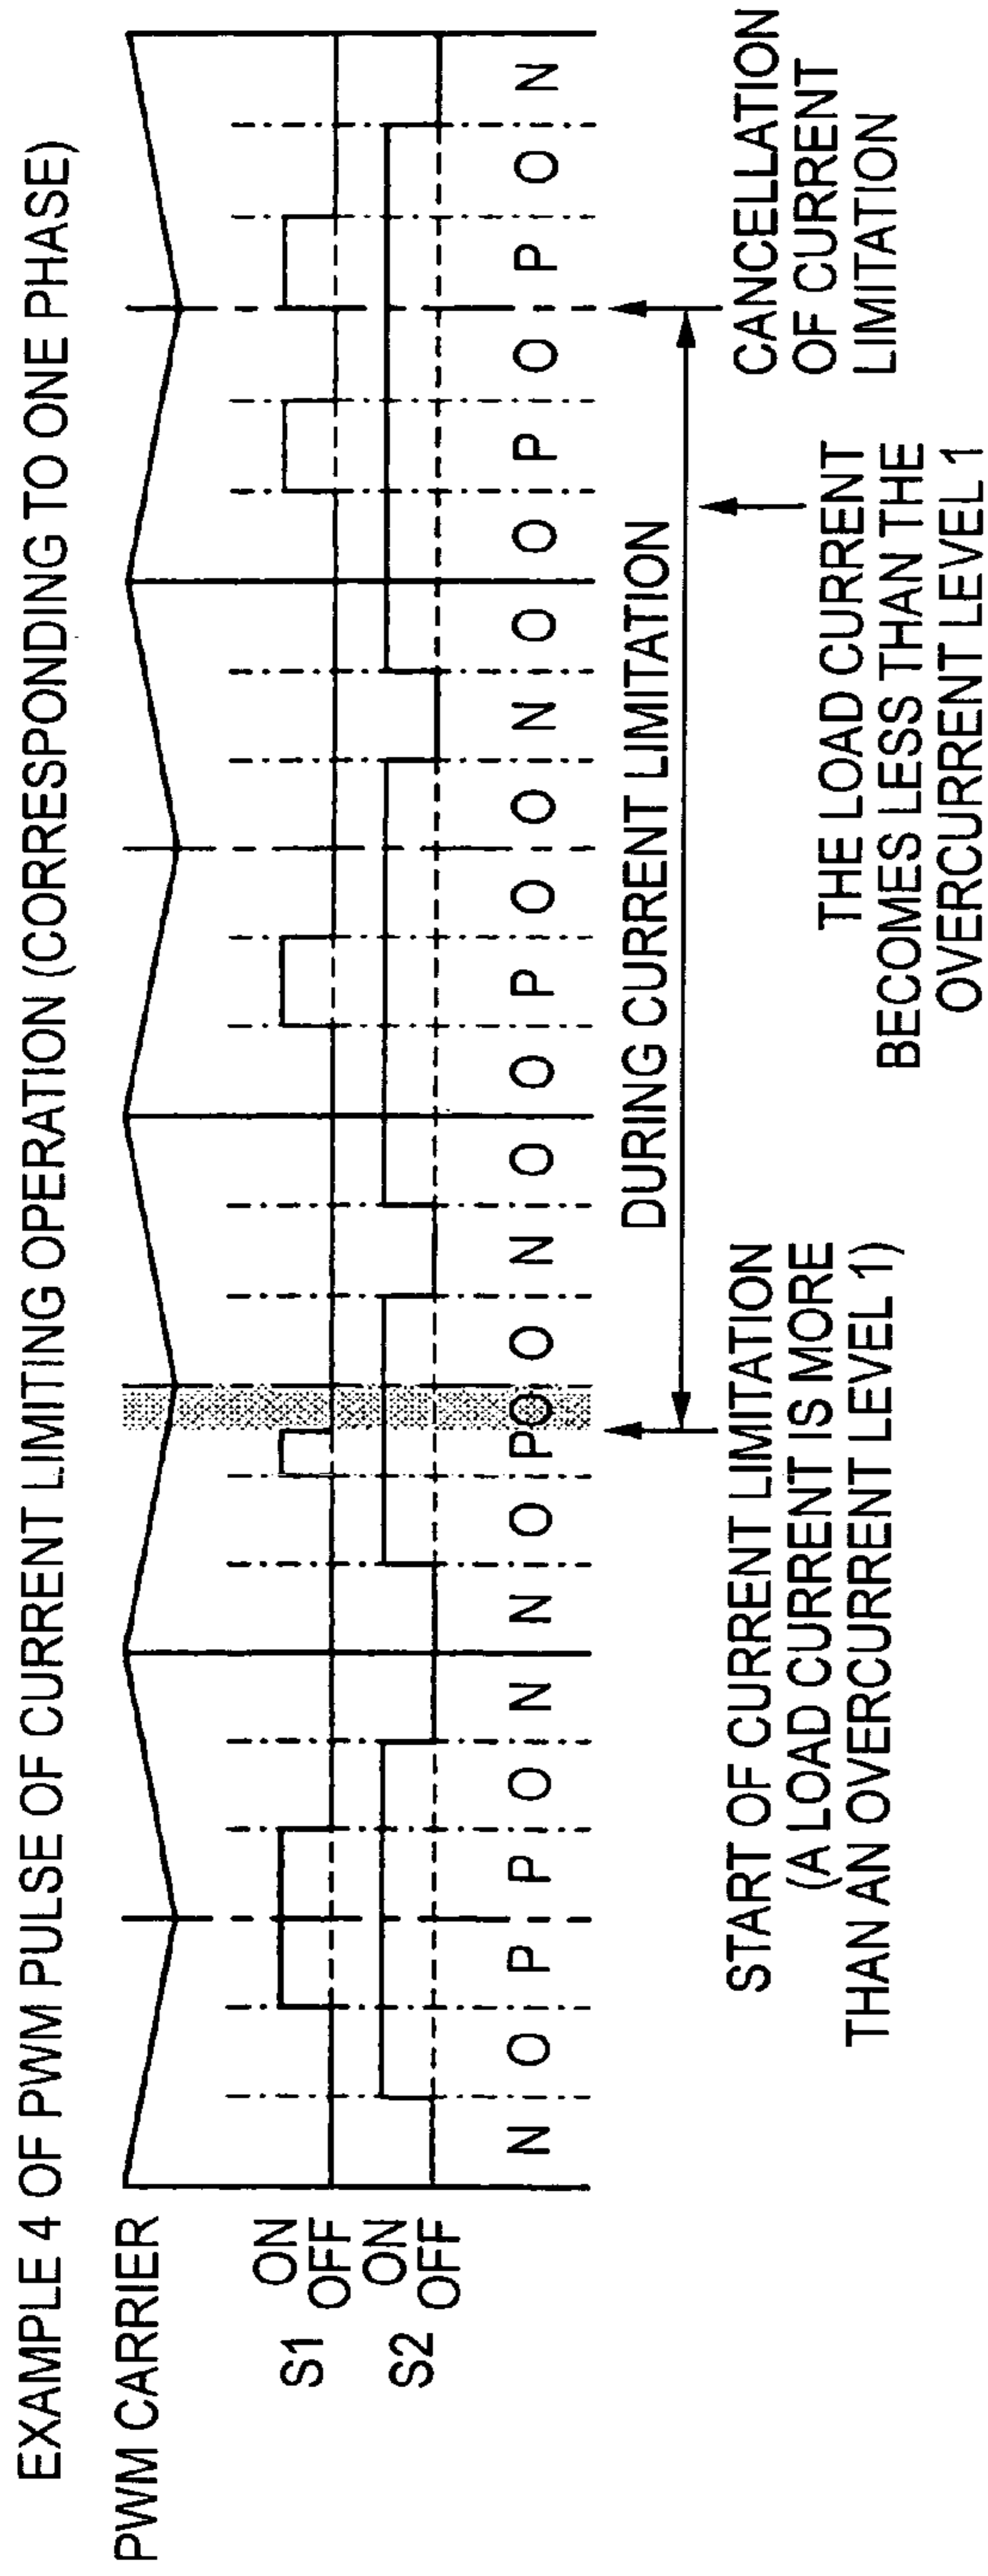 EXAMPLE 4 OF PWM PULSE OF CURRENT LIMITING OPERATION (CORRESPONDING TO ONE PHASE)
PWM CARRIER
S1 ON
OFF
S2 ON
OFF
N O P P O N N O P O O N O O P O O N O O P O P O N
DURING CURRENT LIMITATION
START OF CURRENT LIMITATION
(A LOAD CURRENT IS MORE
THAN AN OVERCURRENT LEVEL 1)
THE LOAD CURRENT
BECOMES LESS THAN THE
OVERCURRENT LEVEL 1
CANCELLATION
OF CURRENT
LIMITATION